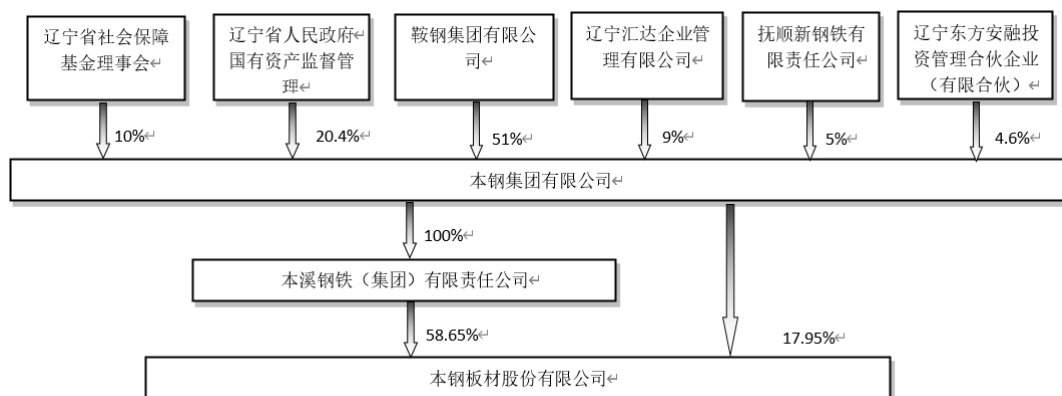 辽宁省社会保障
基金理事会
辽宁省人民政府
国有资产监督管
理
鞍钢集团有限公
司
辽宁汇达企业管
理有限公司
抚顺新钢铁有
限责任公司
辽宁东方安融投
资管理合伙企业
（有限合伙）
10%
20.4%
51%
9%
5%
4.6%
本钢集团有限公司
100%
本溪钢铁（集团）有限责任公司
58.65%
17.95%
本钢板材股份有限公司